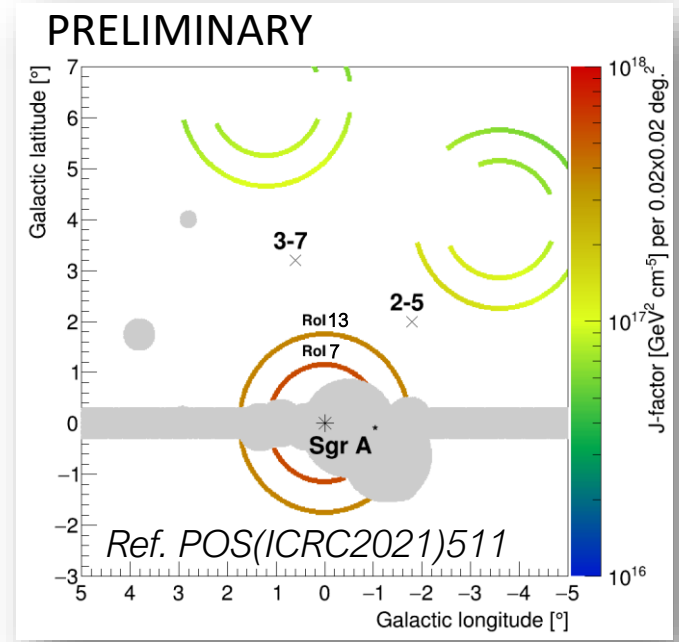 PRELIMINARY
Galactic latitude [°]
7
6
5
4
3
2
1
0
−1
−2
−3
3-7
2-5
RoI 13
RoI 7
Sgr A*
Ref. POS(ICRC2021)511
5 4 3 2 1 0 −1 −2 −3 −4 −5
Galactic longitude [°]
10^18
10^17
10^16
J-factor [GeV^2 cm^-5] per 0.02x0.02 deg.^2